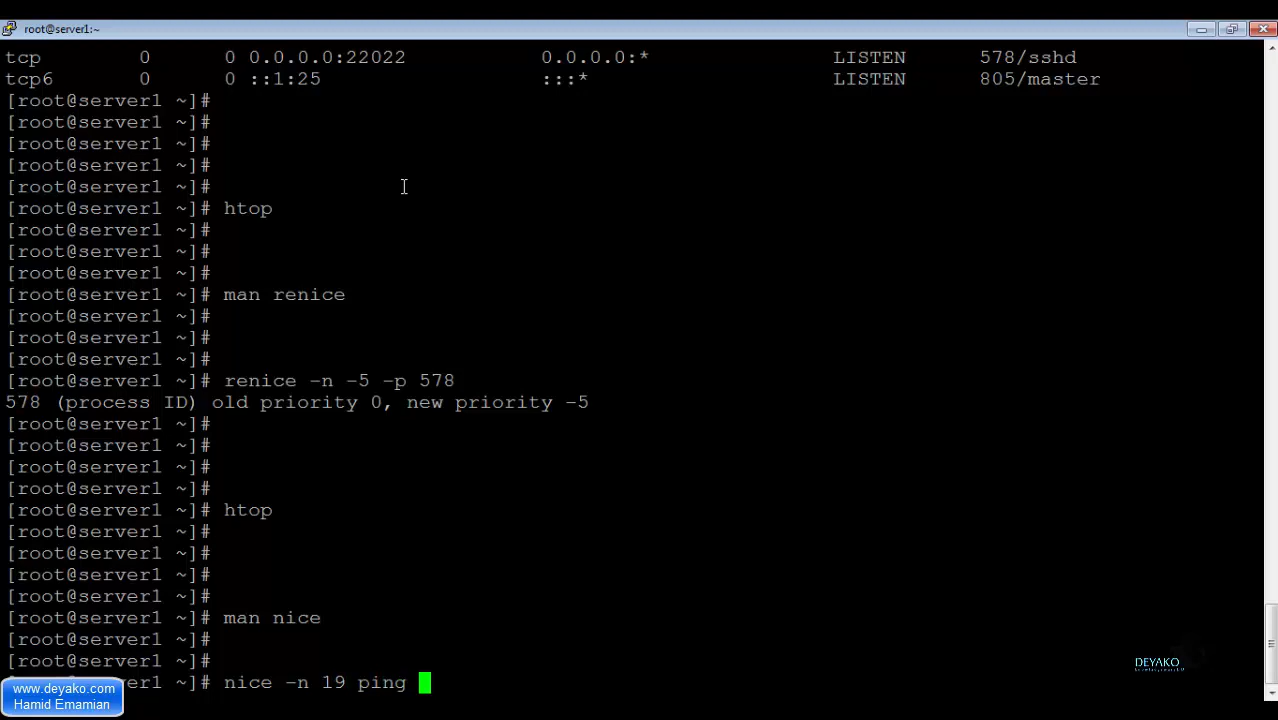 root@server1:~
tcp 0 0 0.0.0.0:22022 0.0.0.0:* LISTEN 578/sshd
tcp6 0 0 ::1:25 :::* LISTEN 805/master
[root@server1 ~]#
[root@server1 ~]#
[root@server1 ~]#
[root@server1 ~]#
[root@server1 ~]#
[root@server1 ~]# htop
[root@server1 ~]#
[root@server1 ~]#
[root@server1 ~]#
[root@server1 ~]# man renice
[root@server1 ~]#
[root@server1 ~]#
[root@server1 ~]#
[root@server1 ~]# renice -n -5 -p 578
578 (process ID) old priority 0, new priority -5
[root@server1 ~]#
[root@server1 ~]#
[root@server1 ~]#
[root@server1 ~]#
[root@server1 ~]# htop
[root@server1 ~]#
[root@server1 ~]#
[root@server1 ~]#
[root@server1 ~]#
[root@server1 ~]# man nice
[root@server1 ~]#
[root@server1 ~]#
ver1 ~]# nice -n 19 ping
DEYAKO
www.deyako.com
Hamid Emamian